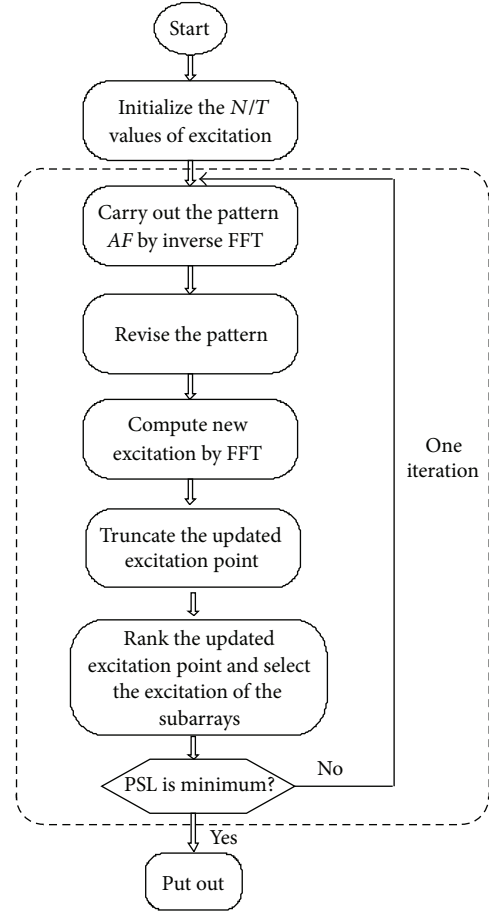 Start
Initialize the N/T
values of excitation
Carry out the pattern
AF by inverse FFT
Revise the pattern
Compute new
excitation by FFT
One
iteration
Truncate the updated
excitation point
Rank the updated
excitation point and select
the excitation of the
subarrays
PSL is minimum?
No
Yes
Put out